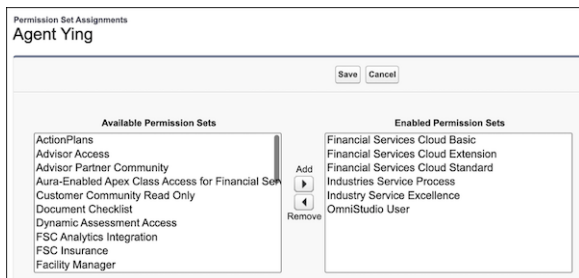 Permission Set Assignments
Agent Ying
Save Cancel
Available Permission Sets
ActionPlans
Advisor Access
Advisor Partner Community
Aura-Enabled Apex Class Access for Financial Ser
Customer Community Read Only
Document Checklist
Dynamic Assessment Access
FSC Analytics Integration
FSC Insurance
Facility Manager
Add
Remove
Enabled Permission Sets
Financial Services Cloud Basic
Financial Services Cloud Extension
Financial Services Cloud Standard
Industries Service Process
Industry Service Excellence
OmniStudio User